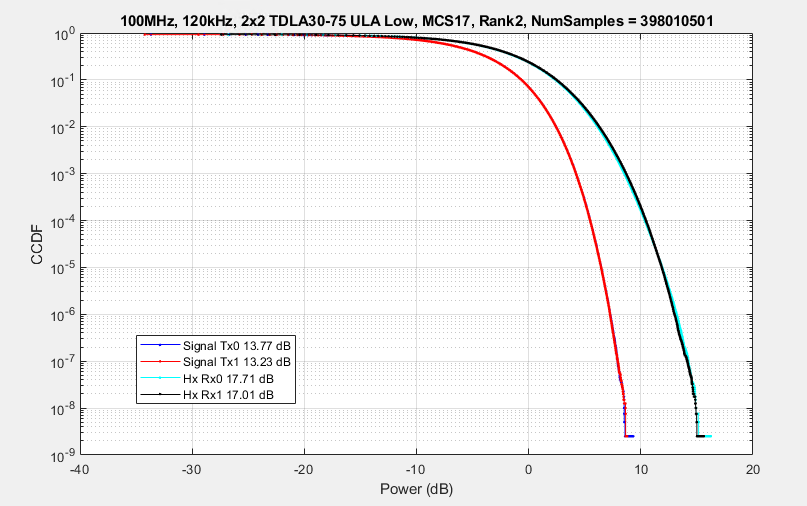 100MHz, 120kHz, 2x2 TDLA30-75 ULA Low, MCS17, Rank2, NumSamples = 398010501
10^0
10^-1
10^-2
10^-3
10^-4
10^-5
10^-6
10^-7
10^-8
10^-9
CCDF
Signal Tx0 13.77 dB
Signal Tx1 13.23 dB
Hx Rx0 17.71 dB
Hx Rx1 17.01 dB
-40 -30 -20 -10 0 10 20
Power (dB)